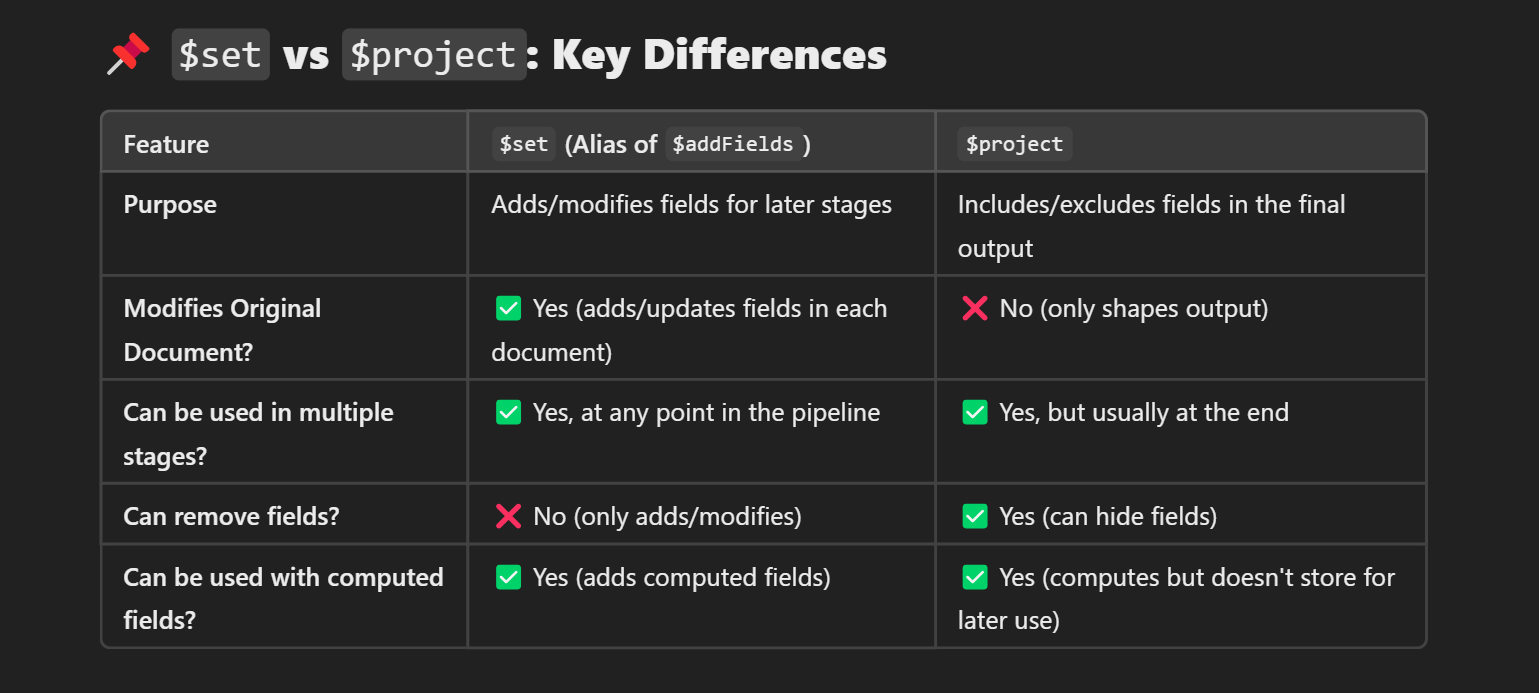 📌 $set vs $project: Key Differences
Feature $set (Alias of $addFields) $project
Purpose Adds/modifies fields for later stages Includes/excludes fields in the final
output
Modifies Original ✅ Yes (adds/updates fields in each ❌ No (only shapes output)
Document? document)
Can be used in multiple ✅ Yes, at any point in the pipeline ✅ Yes, but usually at the end
stages?
Can remove fields? ❌ No (only adds/modifies) ✅ Yes (can hide fields)
Can be used with computed ✅ Yes (adds computed fields) ✅ Yes (computes but doesn't store for
fields? later use)